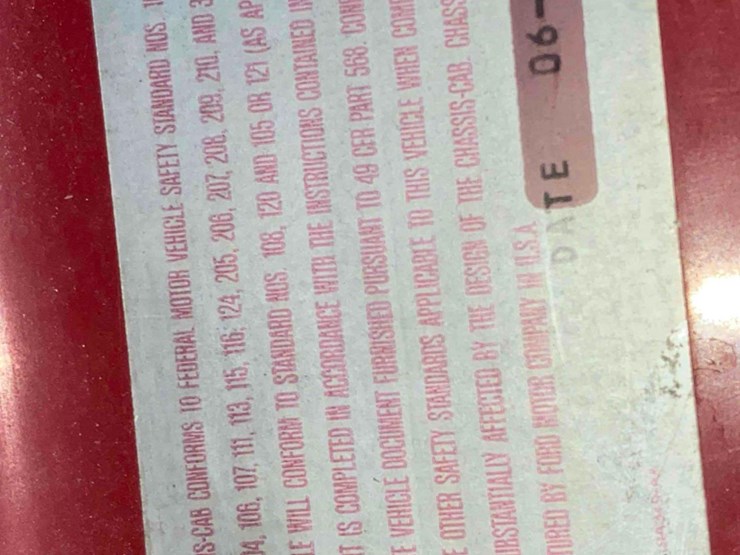 S-CAB CONFORMS TO FEDERAL MOTOR VEHICLE SAFETY STANDARD NOS.
106, 107, 111, 113, 115, 116, 124, 205, 206, 207, 208, 209, 210, AND
LE WILL CONFORM TO STANDARD NOS. 108, 120 AND 105 OR 121 (AS AP
T IS COMPLETED IN ACCORDANCE WITH THE INSTRUCTIONS CONTAINED IN
E VEHICLE DOCUMENT FURNISHED PURSUANT TO 49 CFR PART 568. CON
E OTHER SAFETY STANDARDS APPLICABLE TO THIS VEHICLE WHEN COMP
UBSTANTIALLY AFFECTED BY THE DESIGN OF THE CHASSIS-CAB. CHASS
TURED BY FORD MOTOR COMPANY IN U.S.A
DATE 06-